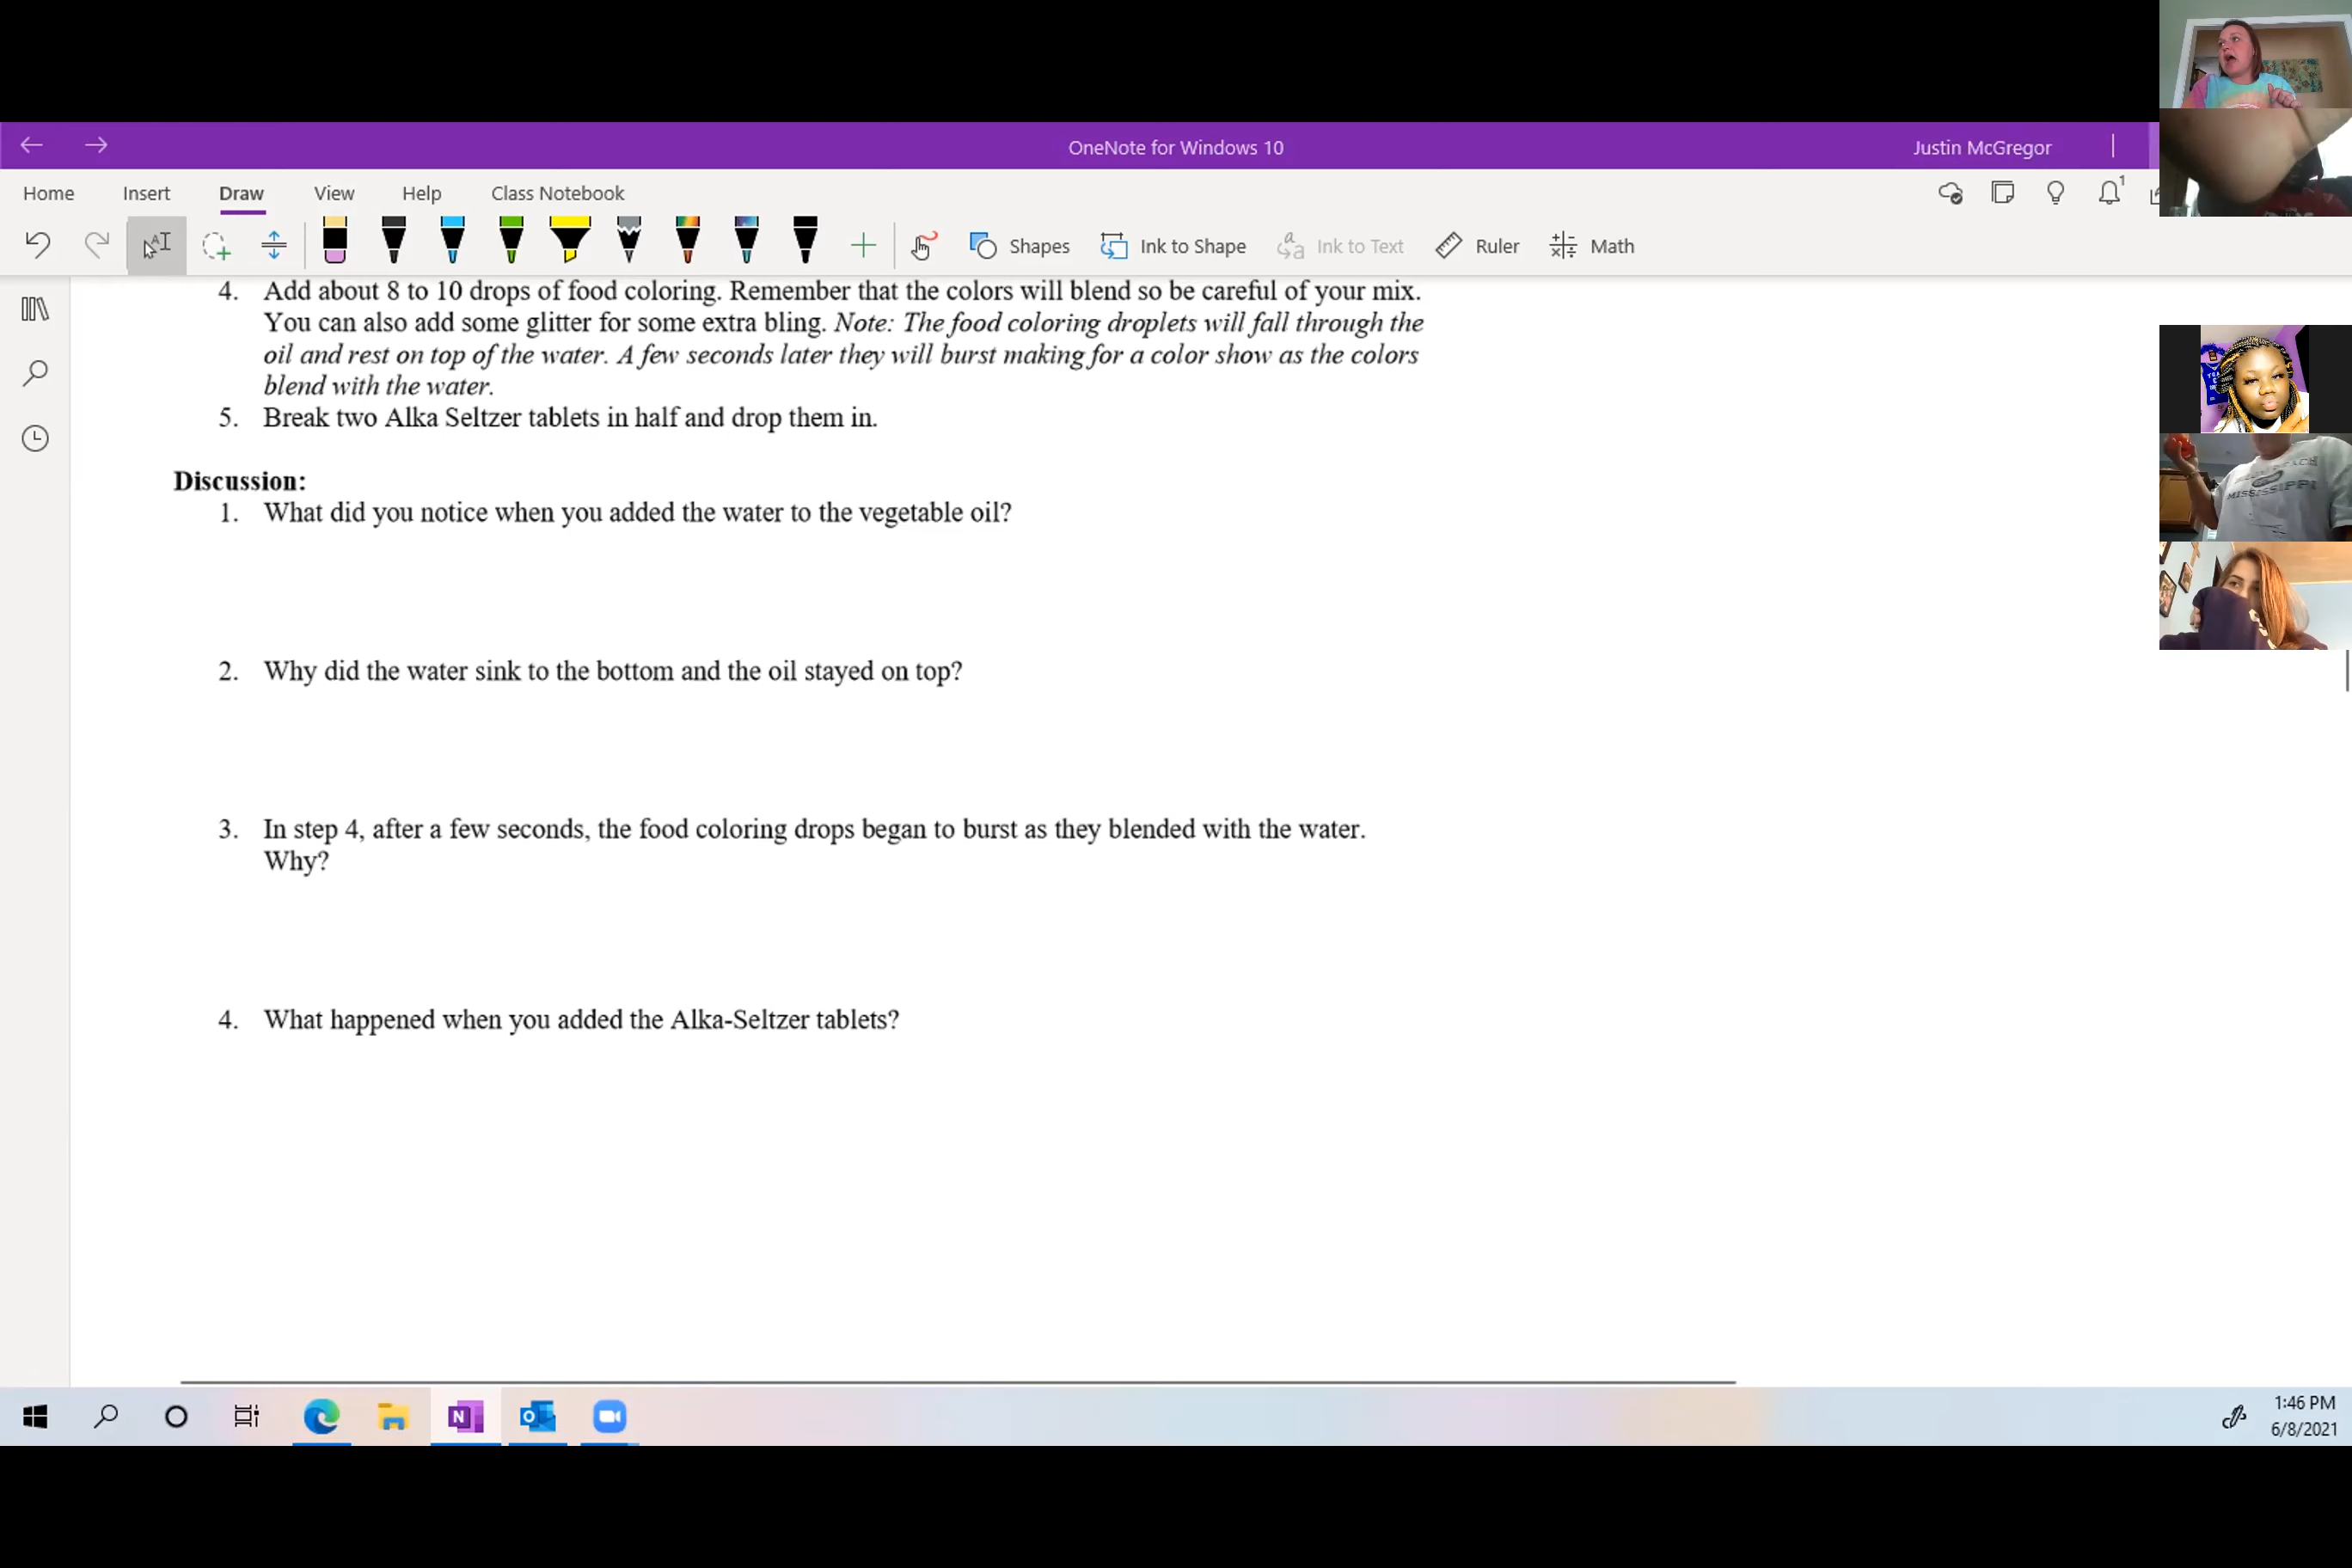 OneNote for Windows 10
Justin McGregor
Home Insert Draw View Help Class Notebook
1
Shapes Ink to Shape Ink to Text Ruler Math
4. Add about 8 to 10 drops of food coloring. Remember that the colors will blend so be careful of your mix.
You can also add some glitter for some extra bling. Note: The food coloring droplets will fall through the
oil and rest on top of the water. A few seconds later they will burst making for a color show as the colors
blend with the water.
5. Break two Alka Seltzer tablets in half and drop them in.
Discussion:
1. What did you notice when you added the water to the vegetable oil?
2. Why did the water sink to the bottom and the oil stayed on top?
3. In step 4, after a few seconds, the food coloring drops began to burst as they blended with the water.
Why?
4. What happened when you added the Alka-Seltzer tablets?
MISSISSIPPI
1:46 PM
6/8/2021